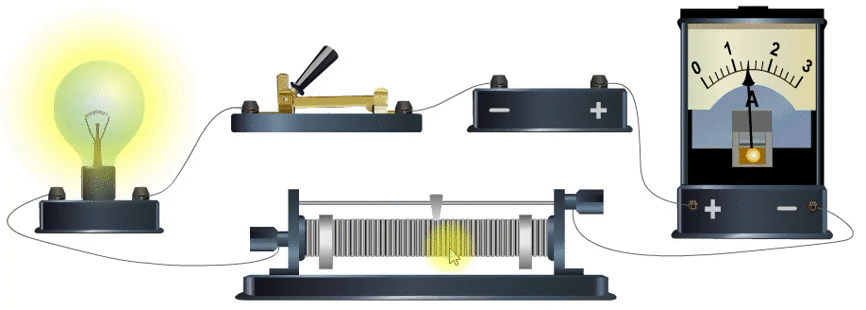 0 1 2 3
A
− +
+ −